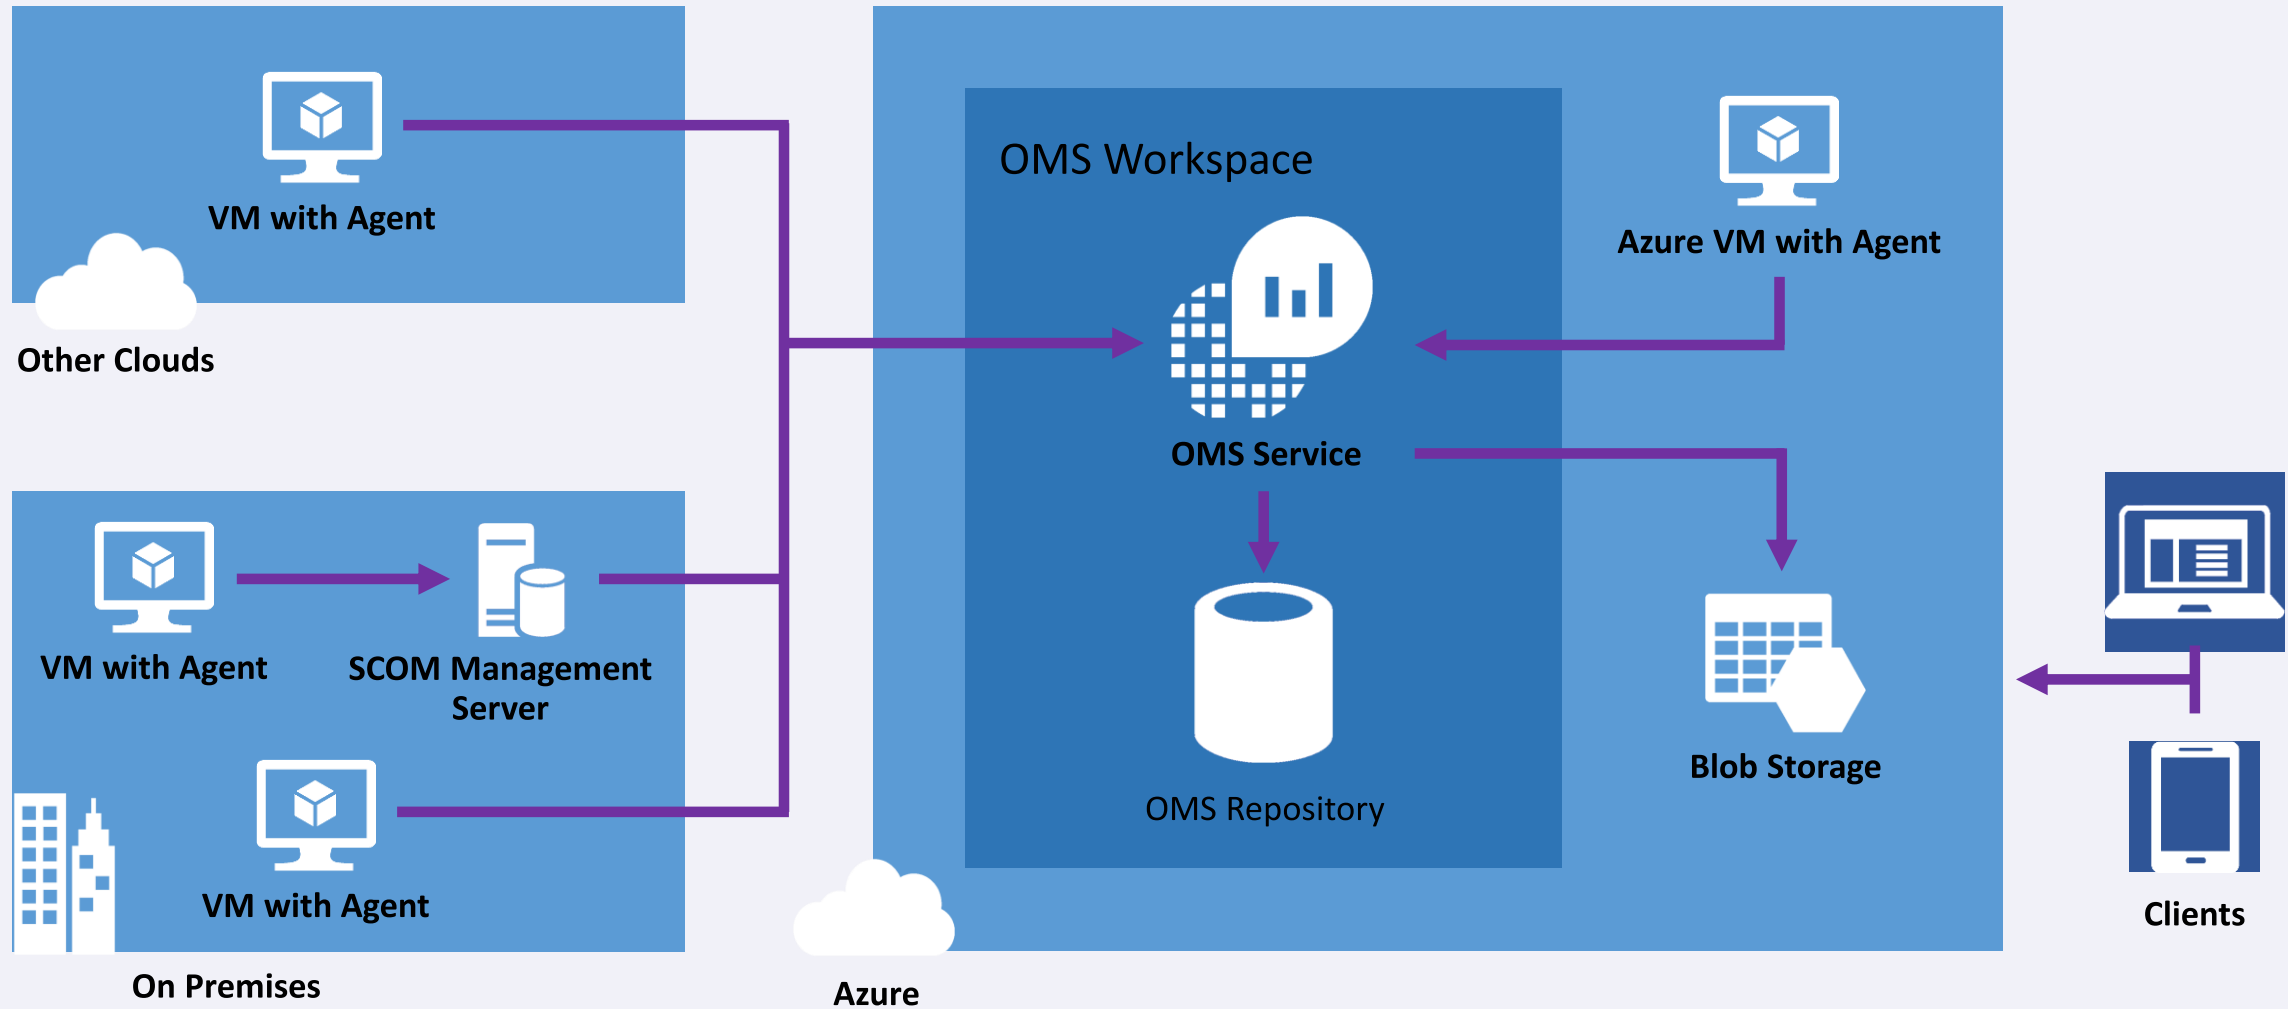 VM with Agent
Other Clouds
VM with Agent
SCOM Management
Server
VM with Agent
On Premises
OMS Workspace
OMS Service
OMS Repository
Azure VM with Agent
Blob Storage
Azure
Clients